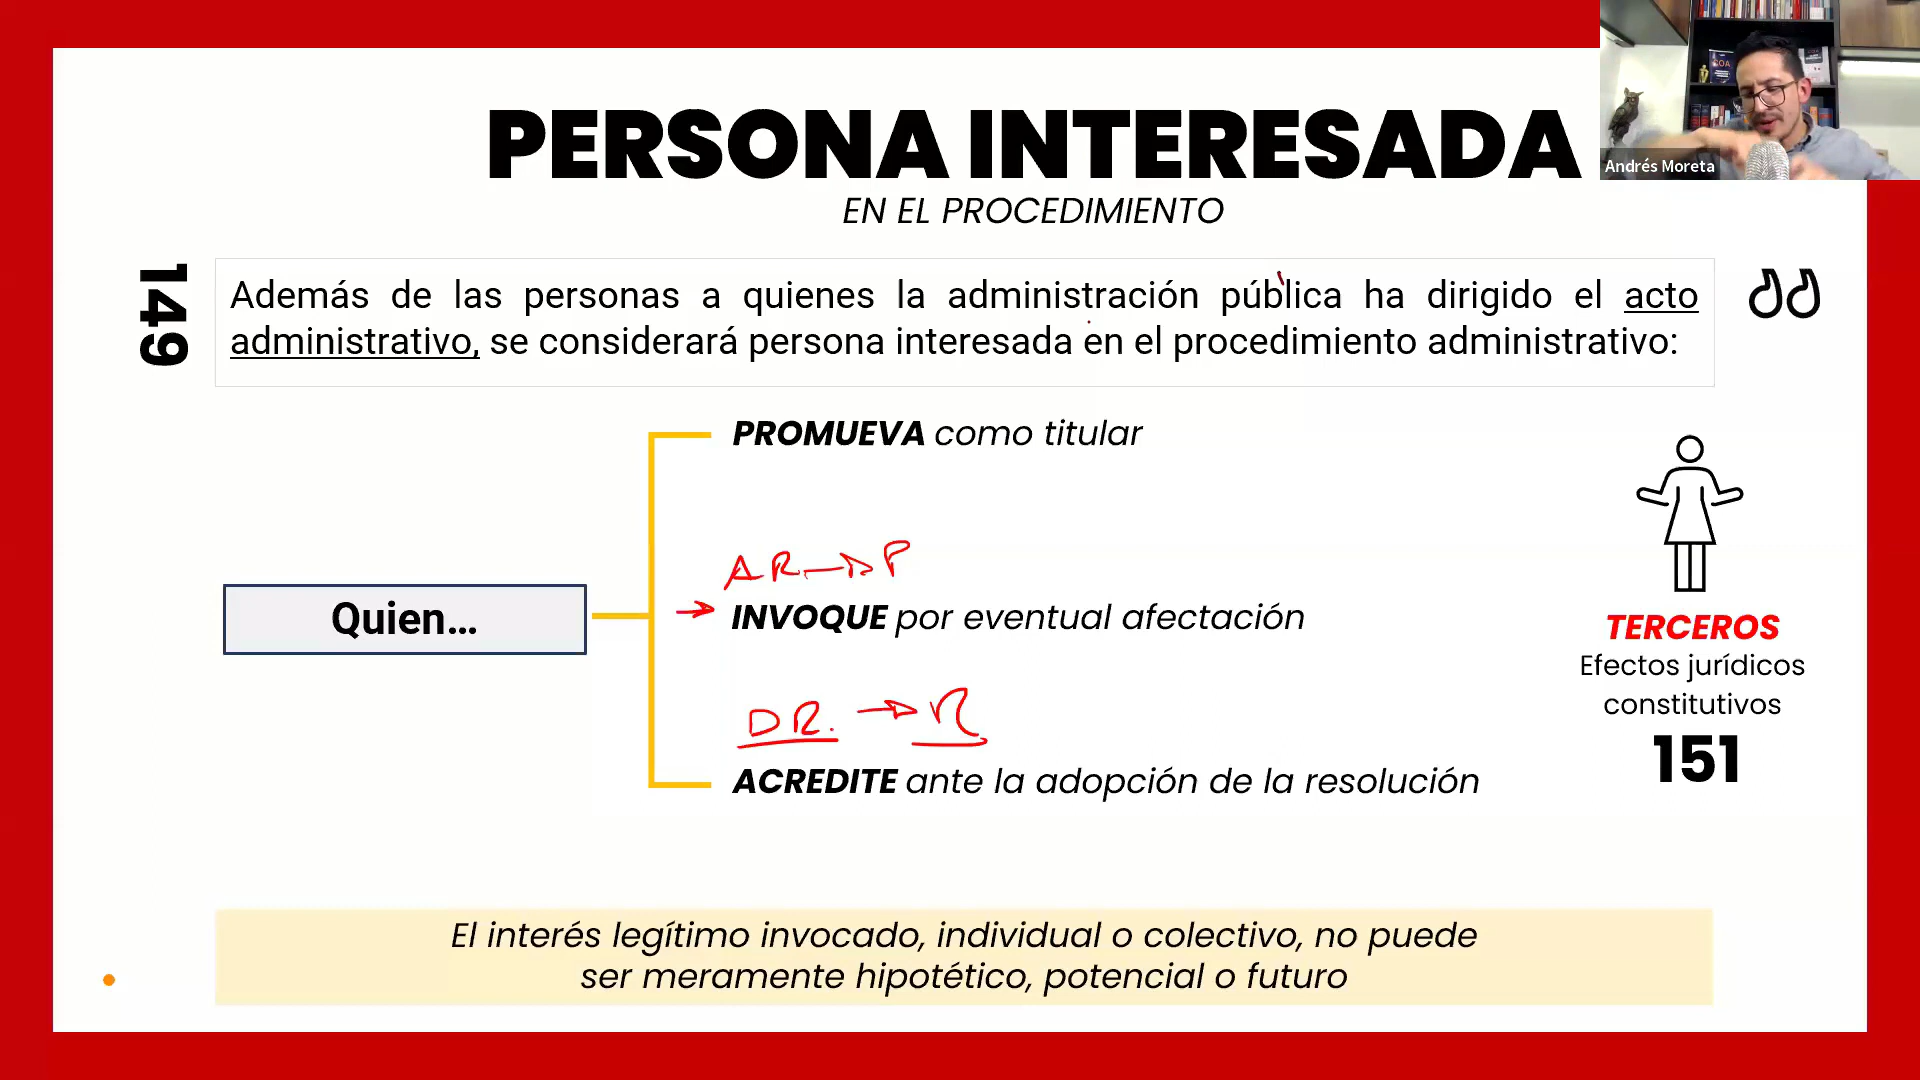 PERSONA INTERESADA
EN EL PROCEDIMIENTO
Andrés Moreta
149
Además de las personas a quienes la administración pública ha dirigido el acto
administrativo, se considerará persona interesada en el procedimiento administrativo:
PROMUEVA como titular
AR → P
Quien...
INVOQUE por eventual afectación
DR. → R
ACREDITE ante la adopción de la resolución
TERCEROS
Efectos jurídicos
constitutivos
151
El interés legítimo invocado, individual o colectivo, no puede
ser meramente hipotético, potencial o futuro
COA